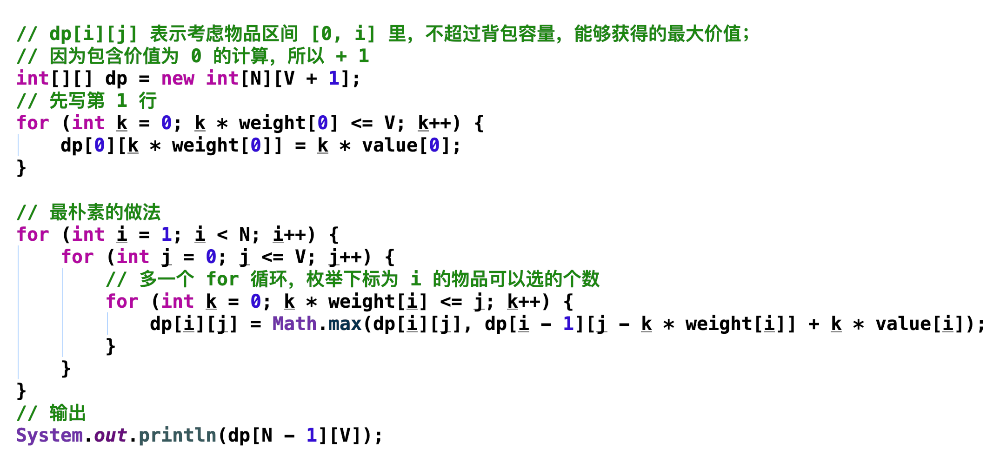 // dp[i][j] 表示考虑物品区间 [0, i] 里，不超过背包容量，能够获得的最大价值；
// 因为包含价值为 0 的计算，所以 + 1
int[][] dp = new int[N][V + 1];
// 先写第 1 行
for (int k = 0; k * weight[0] <= V; k++) {
    dp[0][k * weight[0]] = k * value[0];
}
// 最朴素的做法
for (int i = 1; i < N; i++) {
    for (int j = 0; j <= V; j++) {
        // 多一个 for 循环，枚举下标为 i 的物品可以选的个数
        for (int k = 0; k * weight[i] <= j; k++) {
            dp[i][j] = Math.max(dp[i][j], dp[i - 1][j - k * weight[i]] + k * value[i]);
        }
    }
}
// 输出
System.out.println(dp[N - 1][V]);